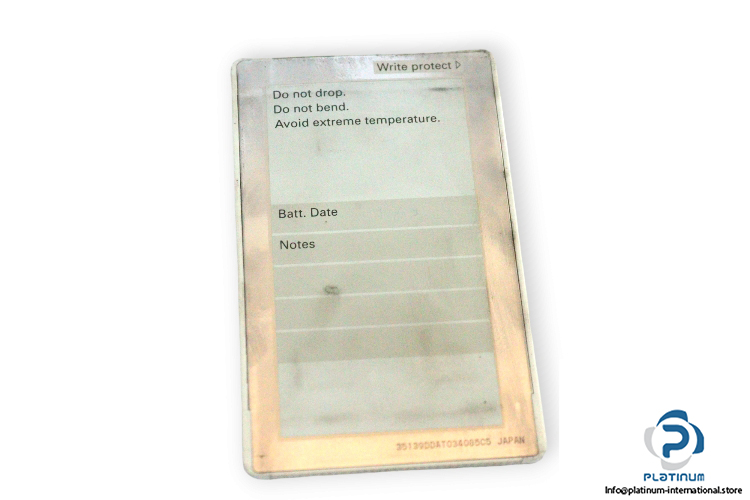 Write protect ▷
Do not drop.
Do not bend.
Avoid extreme temperature.
Batt. Date
Notes
JAPAN
PLATINUM
Info@platinum-international.store